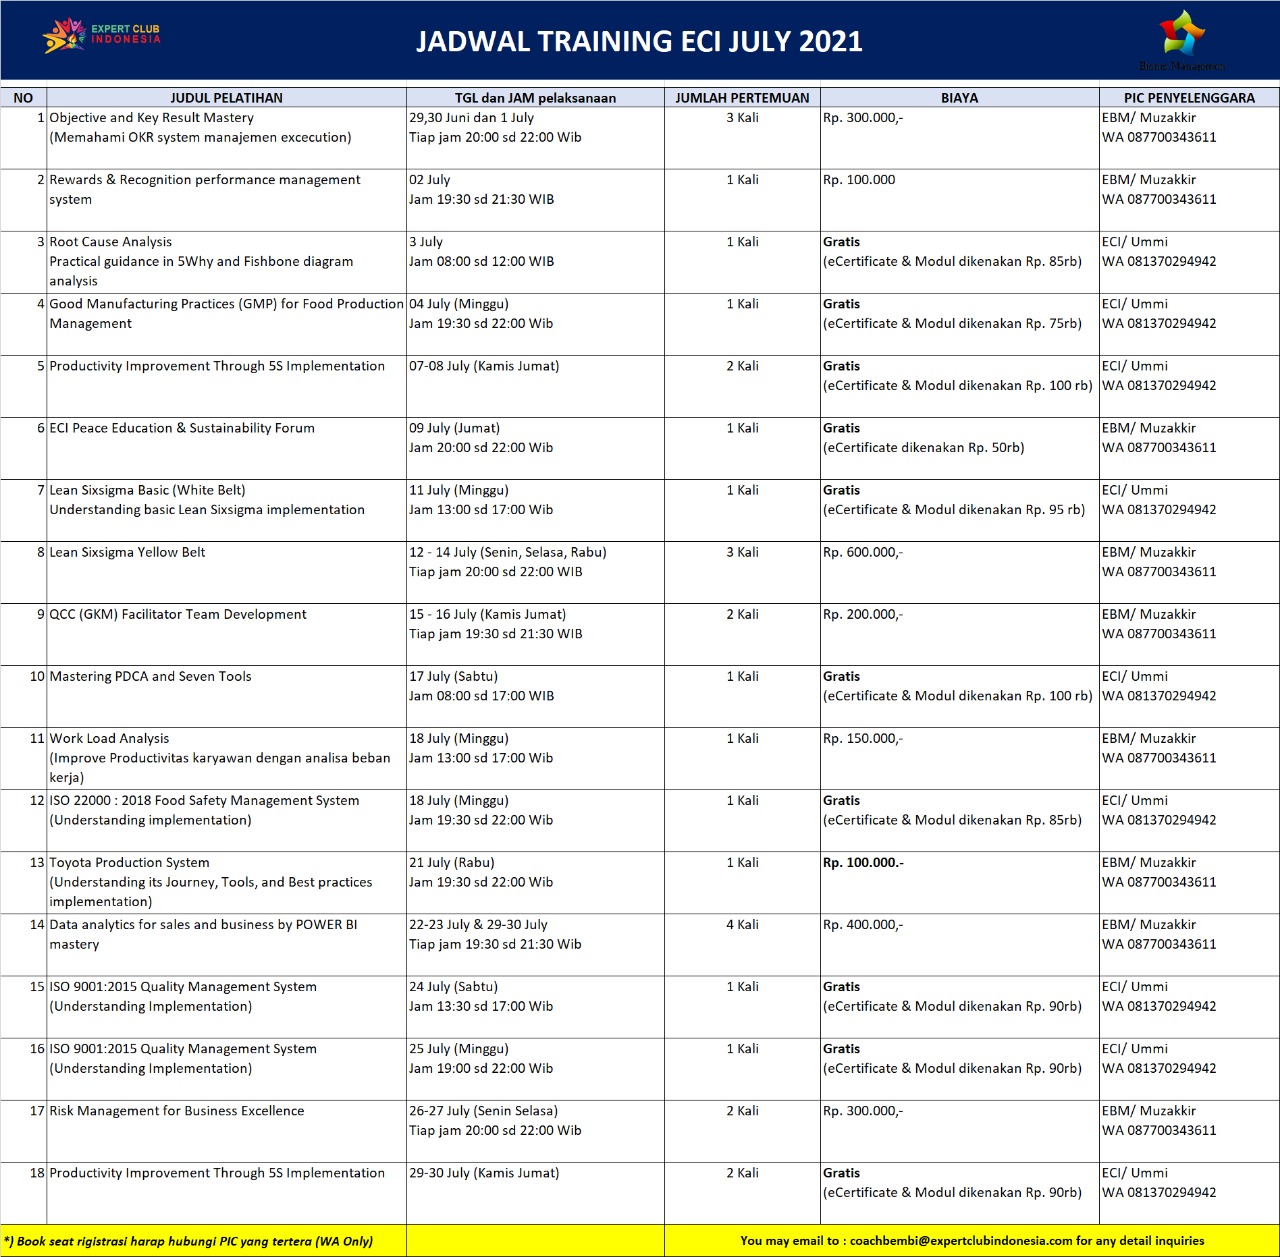 EXPERT CLUB
INDONESIA
JADWAL TRAINING ECI JULY 2021
Bisnis Manajemen
NO JUDUL PELATIHAN TGL dan JAM pelaksanaan JUMLAH PERTEMUAN BIAYA PIC PENYELENGGARA
1 Objective and Key Result Mastery 29,30 Juni dan 1 July 3 Kali Rp. 300.000,- EBM/ Muzakkir
(Memahami OKR system manajemen excecution) Tiap jam 20:00 sd 22:00 Wib WA 087700343611
2 Rewards & Recognition performance management 02 July 1 Kali Rp. 100.000 EBM/ Muzakkir
system Jam 19:30 sd 21:30 WIB WA 087700343611
3 Root Cause Analysis 3 July 1 Kali Gratis ECI/ Ummi
Practical guidance in 5Why and Fishbone diagram Jam 08:00 sd 12:00 WIB (eCertificate & Modul dikenakan Rp. 85rb) WA 081370294942
analysis
4 Good Manufacturing Practices (GMP) for Food Production 04 July (Minggu) 1 Kali Gratis ECI/ Ummi
Management Jam 19:30 sd 22:00 Wib (eCertificate & Modul dikenakan Rp. 75rb) WA 081370294942
5 Productivity Improvement Through 5S Implementation 07-08 July (Kamis Jumat) 2 Kali Gratis ECI/ Ummi
(eCertificate & Modul dikenakan Rp. 100 rb) WA 081370294942
6 ECI Peace Education & Sustainability Forum 09 July (Jumat) 1 Kali Gratis EBM/ Muzakkir
Jam 20:00 sd 22:00 Wib (eCertificate dikenakan Rp. 50rb) WA 087700343611
7 Lean Sixsigma Basic (White Belt) 11 July (Minggu) 1 Kali Gratis ECI/ Ummi
Understanding basic Lean Sixsigma implementation Jam 13:00 sd 17:00 Wib (eCertificate & Modul dikenakan Rp. 95 rb) WA 081370294942
8 Lean Sixsigma Yellow Belt 12 - 14 July (Senin, Selasa, Rabu) 3 Kali Rp. 600.000,- EBM/ Muzakkir
Tiap jam 20:00 sd 22:00 WIB WA 087700343611
9 QCC (GKM) Facilitator Team Development 15 - 16 July (Kamis Jumat) 2 Kali Rp. 200.000,- EBM/ Muzakkir
Tiap jam 19:30 sd 21:30 WIB WA 087700343611
10 Mastering PDCA and Seven Tools 17 July (Sabtu) 1 Kali Gratis ECI/ Ummi
Jam 08:00 sd 17:00 WIB (eCertificate & Modul dikenakan Rp. 100 rb) WA 081370294942
11 Work Load Analysis 18 July (Minggu) 1 Kali Rp. 150.000,- EBM/ Muzakkir
(Improve Productivitas karyawan dengan analisa beban Jam 13:00 sd 17:00 Wib WA 087700343611
kerja)
12 ISO 22000 : 2018 Food Safety Management System 18 July (Minggu) 1 Kali Gratis ECI/ Ummi
(Understanding implementation) Jam 19:30 sd 22:00 Wib (eCertificate & Modul dikenakan Rp. 85rb) WA 081370294942
13 Toyota Production System 21 July (Rabu) 1 Kali Rp. 100.000.- EBM/ Muzakkir
(Understanding its Journey, Tools, and Best practices Jam 19:30 sd 22:00 Wib WA 087700343611
implementation)
14 Data analytics for sales and business by POWER BI 22-23 July & 29-30 July 4 Kali Rp. 400.000,- EBM/ Muzakkir
mastery Tiap jam 19:30 sd 21:30 Wib WA 087700343611
15 ISO 9001:2015 Quality Management System 24 July (Sabtu) 1 Kali Gratis ECI/ Ummi
(Understanding Implementation) Jam 13:30 sd 17:00 Wib (eCertificate & Modul dikenakan Rp. 90rb) WA 081370294942
16 ISO 9001:2015 Quality Management System 25 July (Minggu) 1 Kali Gratis ECI/ Ummi
(Understanding Implementation) Jam 19:00 sd 22:00 Wib (eCertificate & Modul dikenakan Rp. 90rb) WA 081370294942
17 Risk Management for Business Excellence 26-27 July (Senin Selasa) 2 Kali Rp. 300.000,- EBM/ Muzakkir
Tiap jam 20:00 sd 22:00 Wib WA 087700343611
18 Productivity Improvement Through 5S Implementation 29-30 July (Kamis Jumat) 2 Kali Gratis ECI/ Ummi
(eCertificate & Modul dikenakan Rp. 90rb) WA 081370294942
*) Book seat rigistrasi harap hubungi PIC yang tertera (WA Only) You may email to : coachbembi@expertclubindonesia.com for any detail inquiries